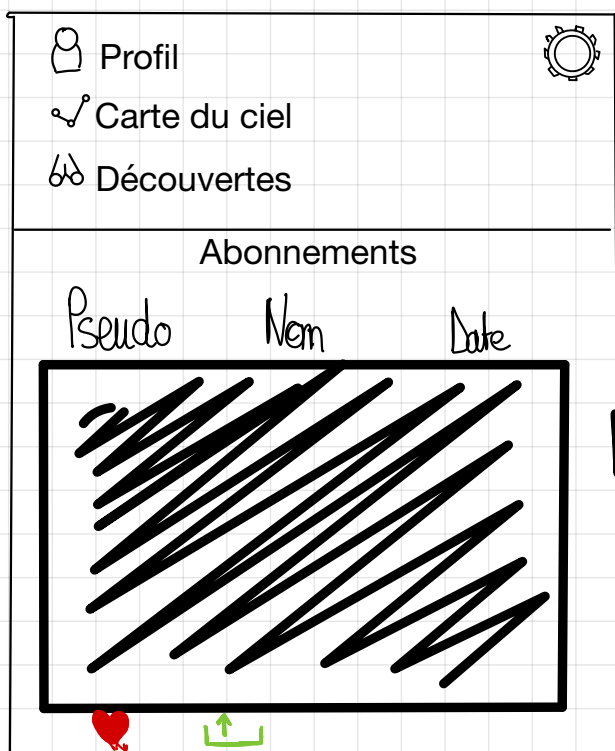 Profil
Carte du ciel
Découvertes
Abonnements
Pseudo Nom Date